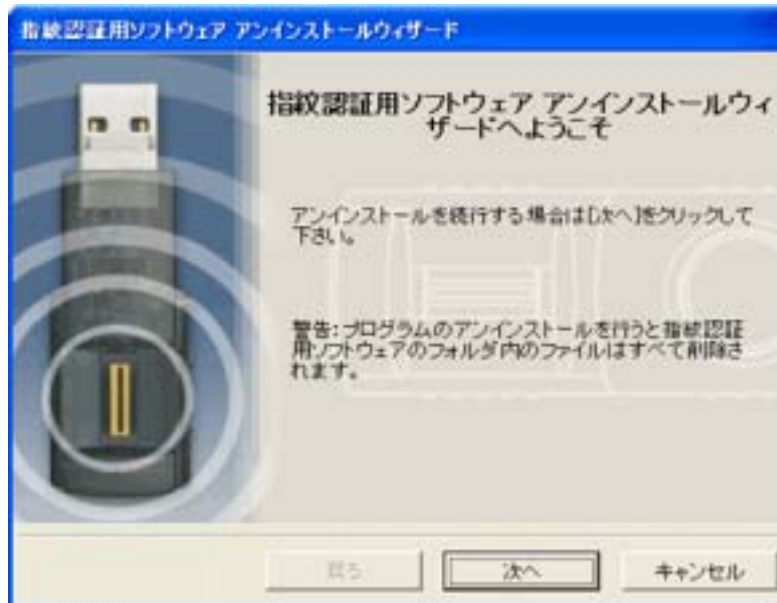 指紋認証用ソフトウェア アンインストールウィザード
指紋認証用ソフトウェア アンインストールウィ
ザードへようこそ
アンインストールを続行する場合は[次へ]をクリックして
下さい。
警告:プログラムのアンインストールを行うと指紋認証
用ソフトウェアのフォルダ内のファイルはすべて削除さ
れます。
戻る
次へ
キャンセル